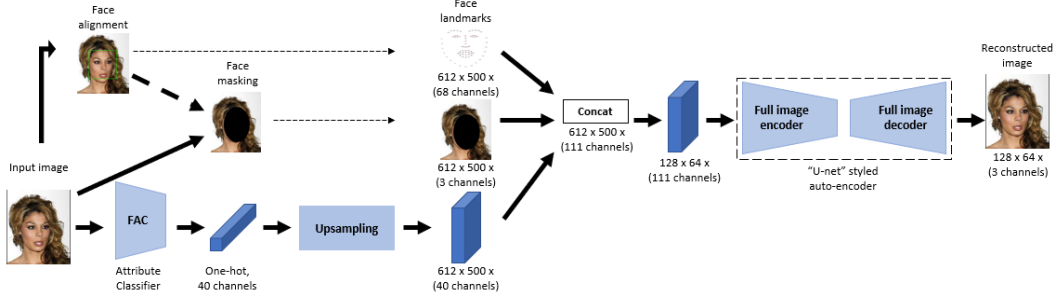 Face
alignment
Face
masking
Face
landmarks
612 x 500 x
(68 channels)
612 x 500 x
(3 channels)
Input image
FAC
Attribute
Classifier
One-hot,
40 channels
Upsampling
612 x 500 x
(40 channels)
Concat
612 x 500 x
(111 channels)
128 x 64 x
(111 channels)
Full image
encoder
Full image
decoder
"U-net" styled
auto-encoder
Reconstructed
image
128 x 64 x
(3 channels)